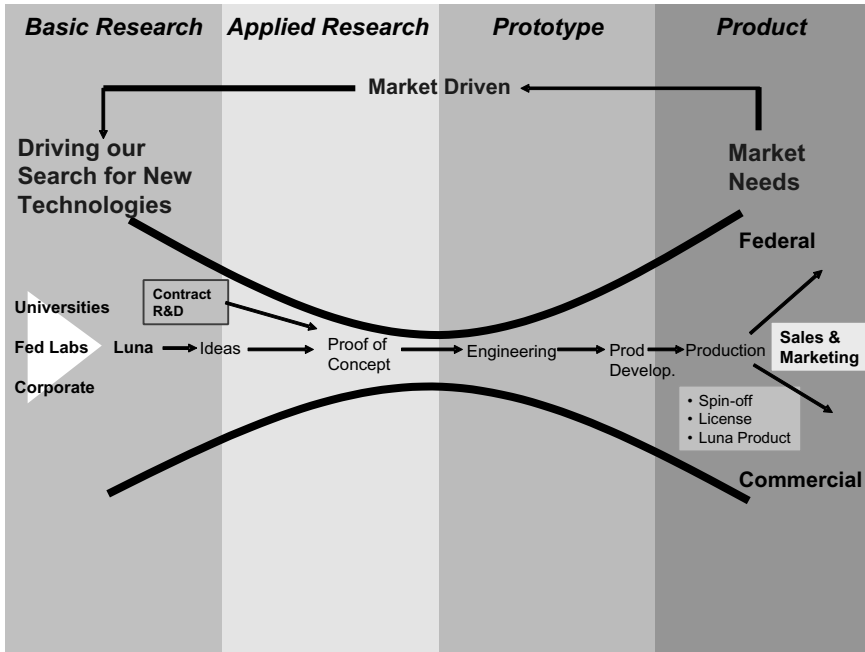 Basic Research
Applied Research
Prototype
Product
Market Driven
Driving our
Search for New
Technologies
Market
Needs
Federal
Contract
R&D
Universities
Fed Labs
Corporate
Luna
Ideas
Proof of
Concept
Engineering
Prod
Develop.
Production
Sales &
Marketing
• Spin-off
• License
• Luna Product
Commercial